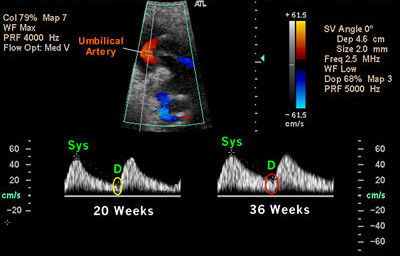 Col 79% Map 7
WF Max
PRF 4000 Hz
Flow Opt: Med V
ATL
Umbilical
Artery
+ 61.5
- 61.5
cm/s
SV Angle 0°
Dep 4.6 cm
Size 2.0 mm
Freq 2.5 MHz
WF Low
Dop 68% Map 3
PRF 5000 Hz
60
40
20
cm/s
-20
Sys
D
20 Weeks
Sys
D
36 Weeks
60
40
20
cm/s
-20
-40
-60